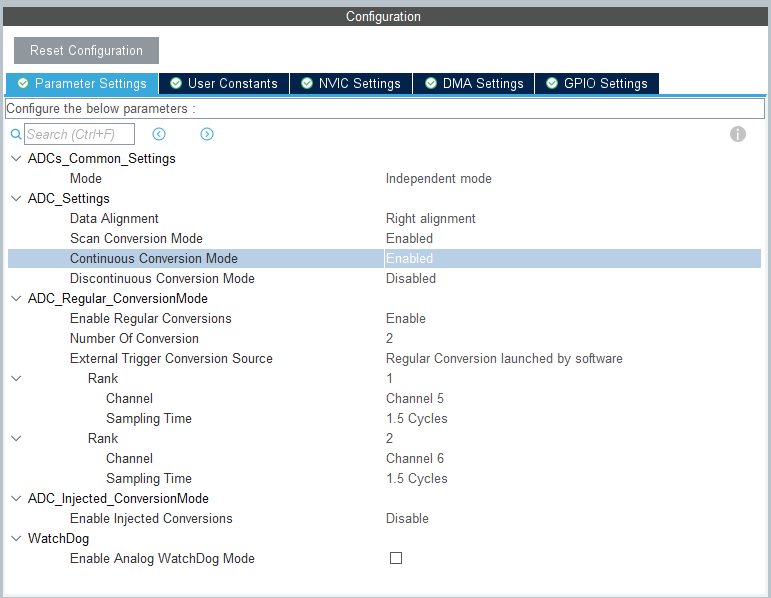 Configuration
Reset Configuration
Parameter Settings User Constants NVIC Settings DMA Settings GPIO Settings
Configure the below parameters :
Search (Ctrl+F)
ADCs_Common_Settings
Mode Independent mode
ADC_Settings
Data Alignment Right alignment
Scan Conversion Mode Enabled
Continuous Conversion Mode Enabled
Discontinuous Conversion Mode Disabled
ADC_Regular_ConversionMode
Enable Regular Conversions Enable
Number Of Conversion 2
External Trigger Conversion Source Regular Conversion launched by software
Rank 1
Channel Channel 5
Sampling Time 1.5 Cycles
Rank 2
Channel Channel 6
Sampling Time 1.5 Cycles
ADC_Injected_ConversionMode
Enable Injected Conversions Disable
WatchDog
Enable Analog WatchDog Mode